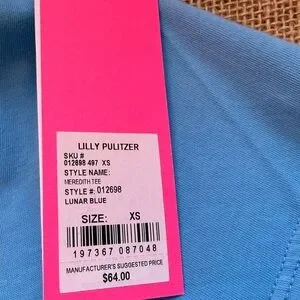 LILLY PULITZER
SKU #
012698 497 XS
STYLE NAME:
MEREDITH TEE
STYLE #: 012698
LUNAR BLUE
SIZE: XS
197367 087048
MANUFACTURER'S SUGGESTED PRICE
$64.00